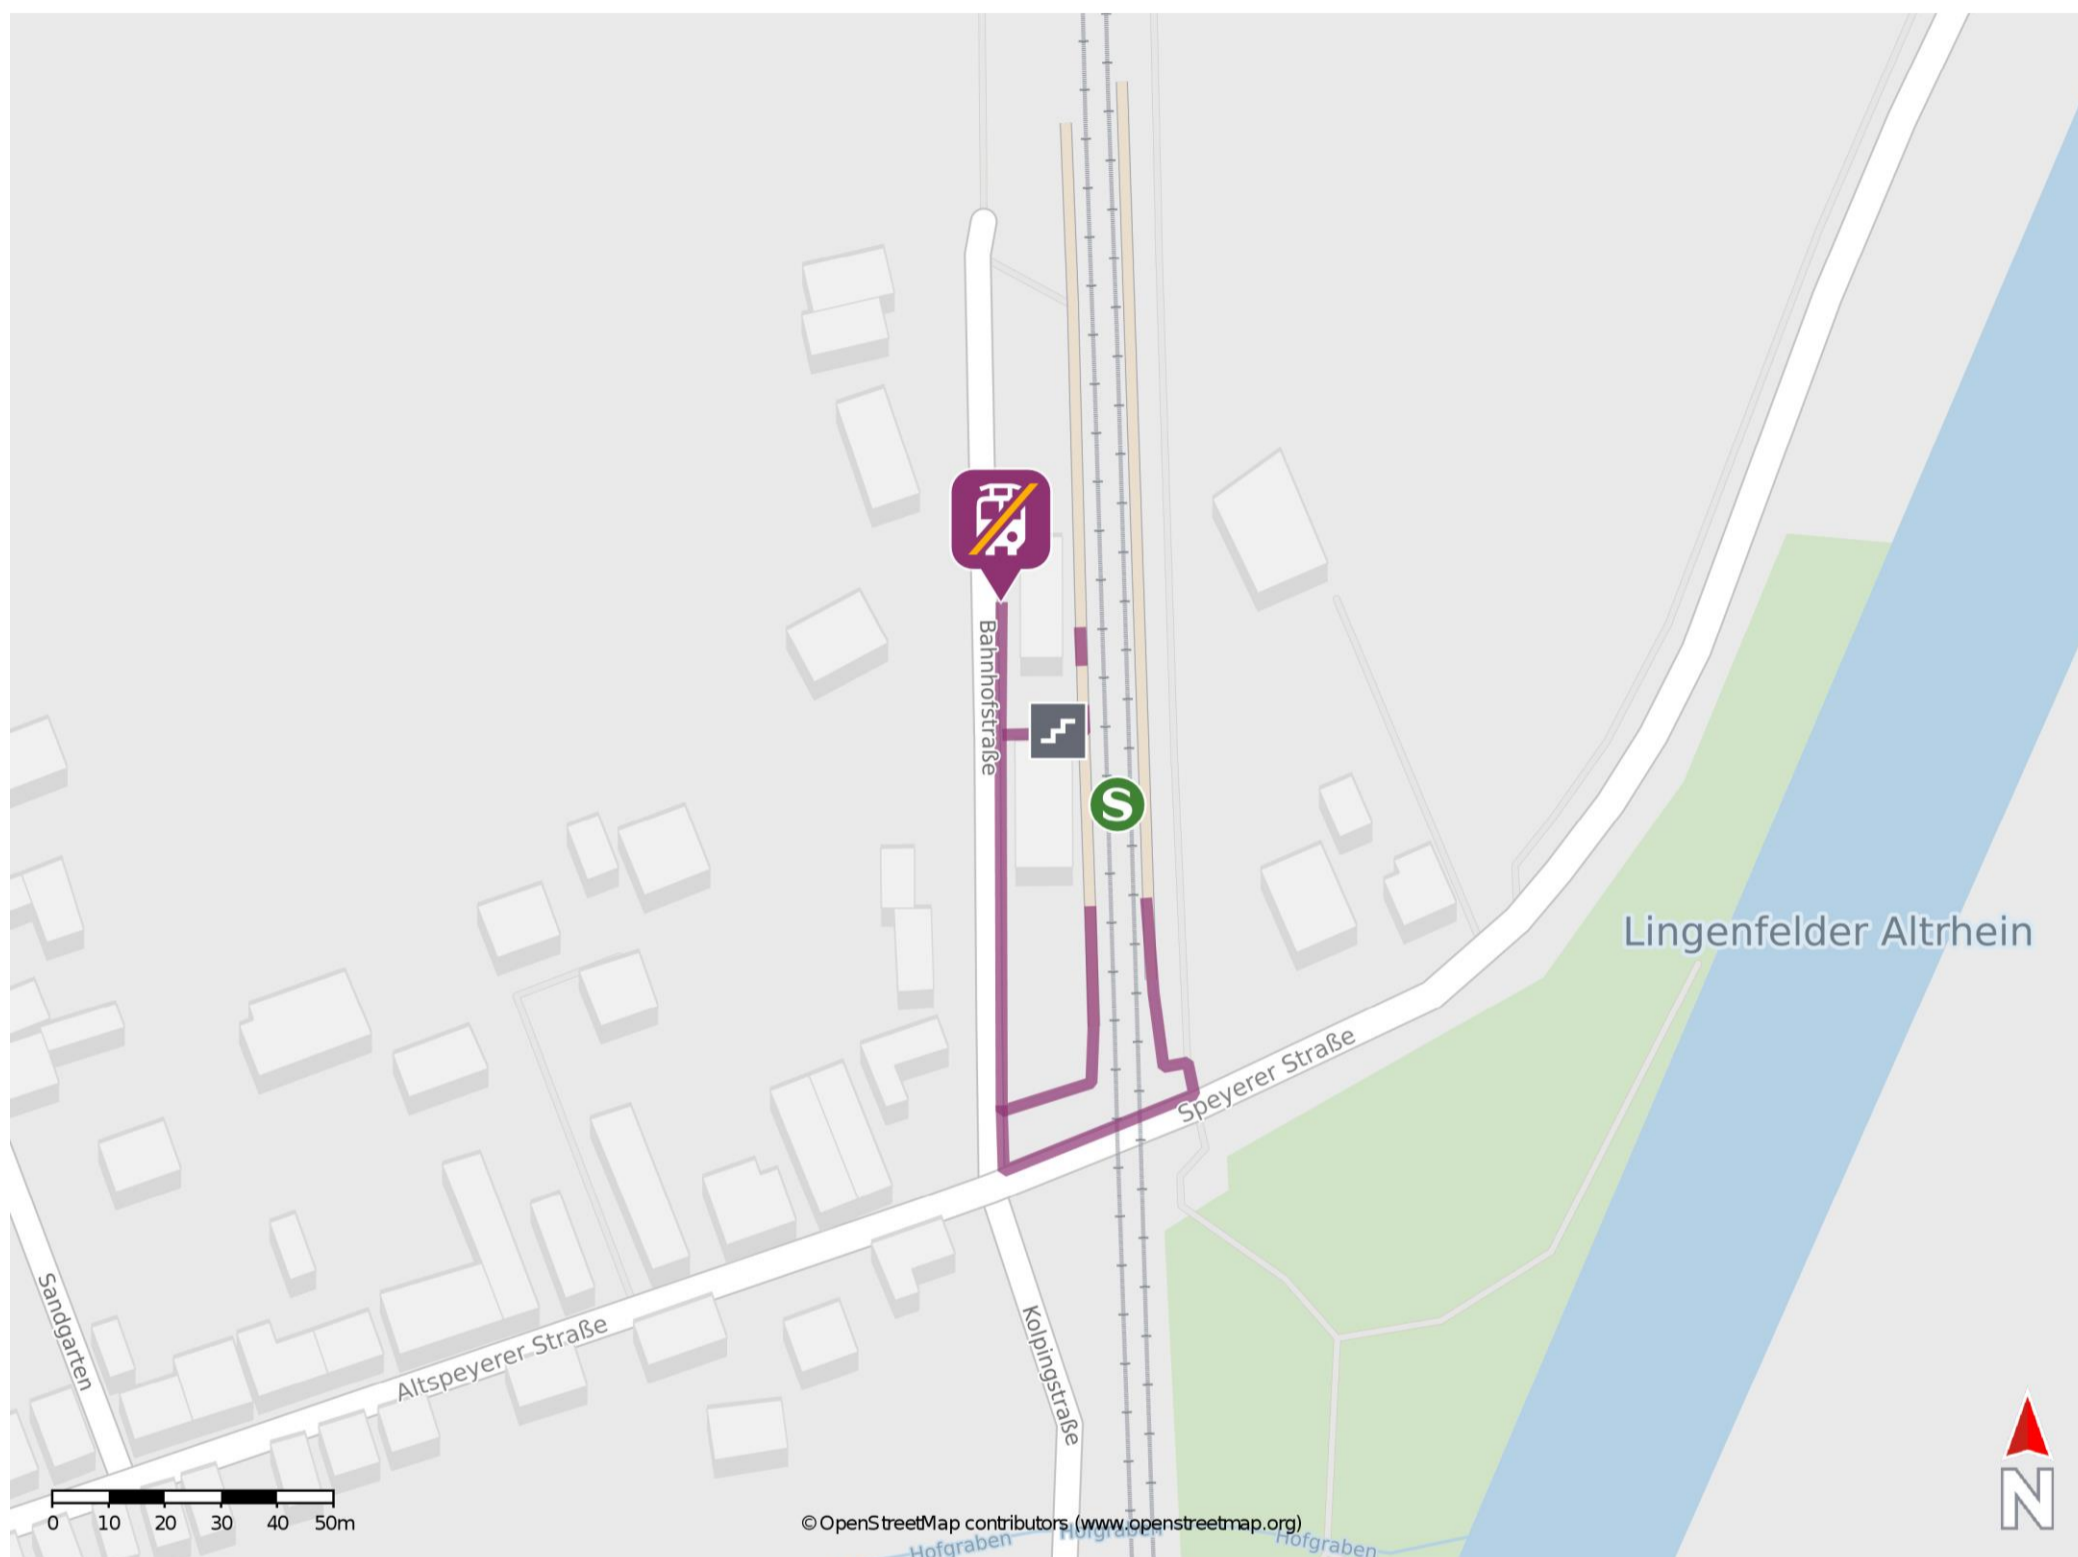 Bahnhofstraße
S
Lingenfelder Altrhein
Speyerer Straße
Sandgarten
Altspeyerer Straße
Kolpingstraße
N
0 10 20 30 40 50m
© OpenStreetMap contributors (www.openstreetmap.org)
Hofgraben
Hofgraben
Hofgraben